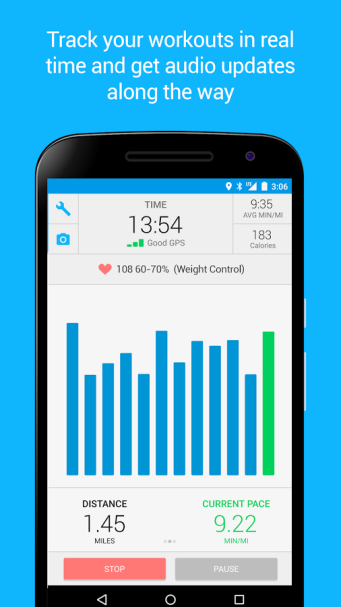 Track your workouts in real
time and get audio updates
along the way
3:06
TIME
13:54
Good GPS
9:35
AVG MIN/MI
183
Calories
108 60-70% (Weight Control)
DISTANCE
1.45
MILES
CURRENT PACE
9.22
MIN/MI
STOP
PAUSE